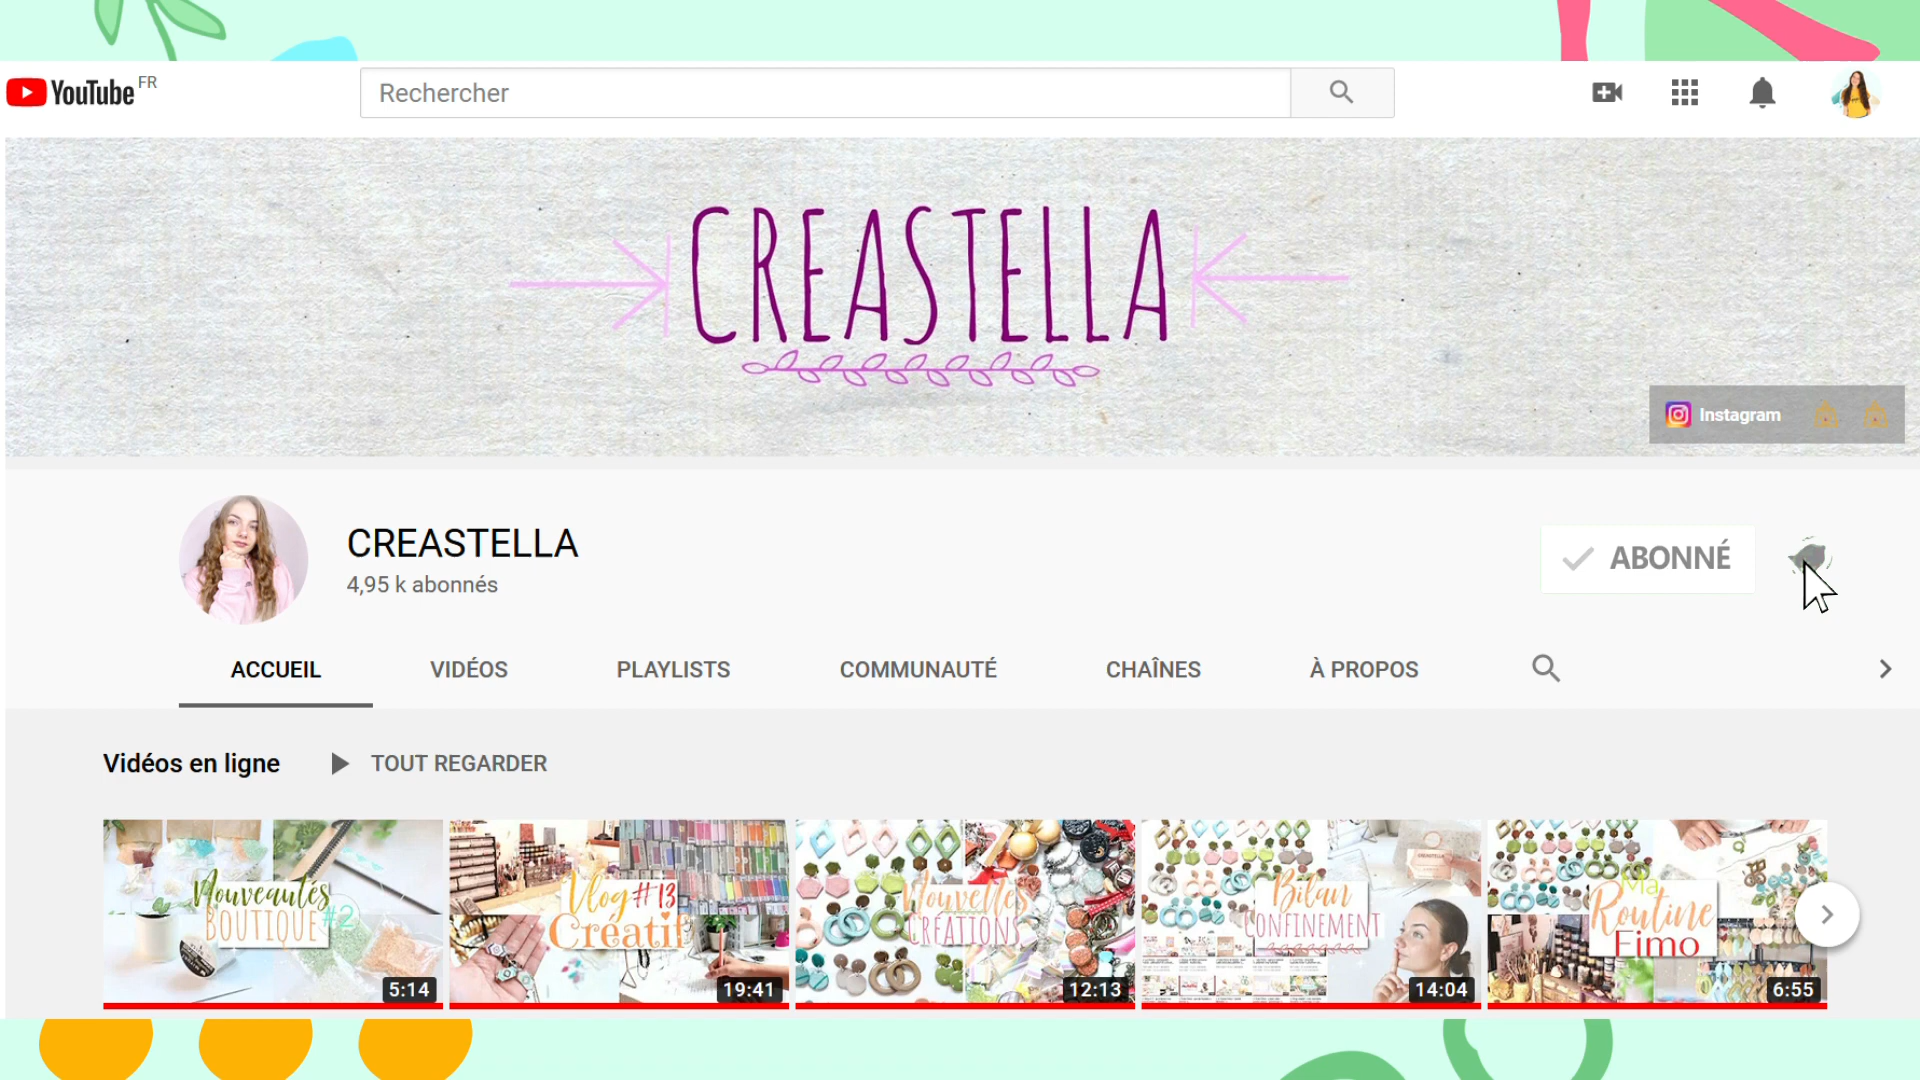 YouTube FR
Rechercher
CREASTELLA
Instagram
CREASTELLA
4,95 k abonnés
ABONNÉ
ACCUEIL
VIDÉOS
PLAYLISTS
COMMUNAUTÉ
CHAÎNES
À PROPOS
Vidéos en ligne
TOUT REGARDER
Nouveautés
BOUTIQUE #2
5:14
Vlog #13
Créatif
19:41
Nouvelles
CRÉATIONS
12:13
Bilan
CONFINEMENT
14:04
Ma
Routine
Fimo
6:55